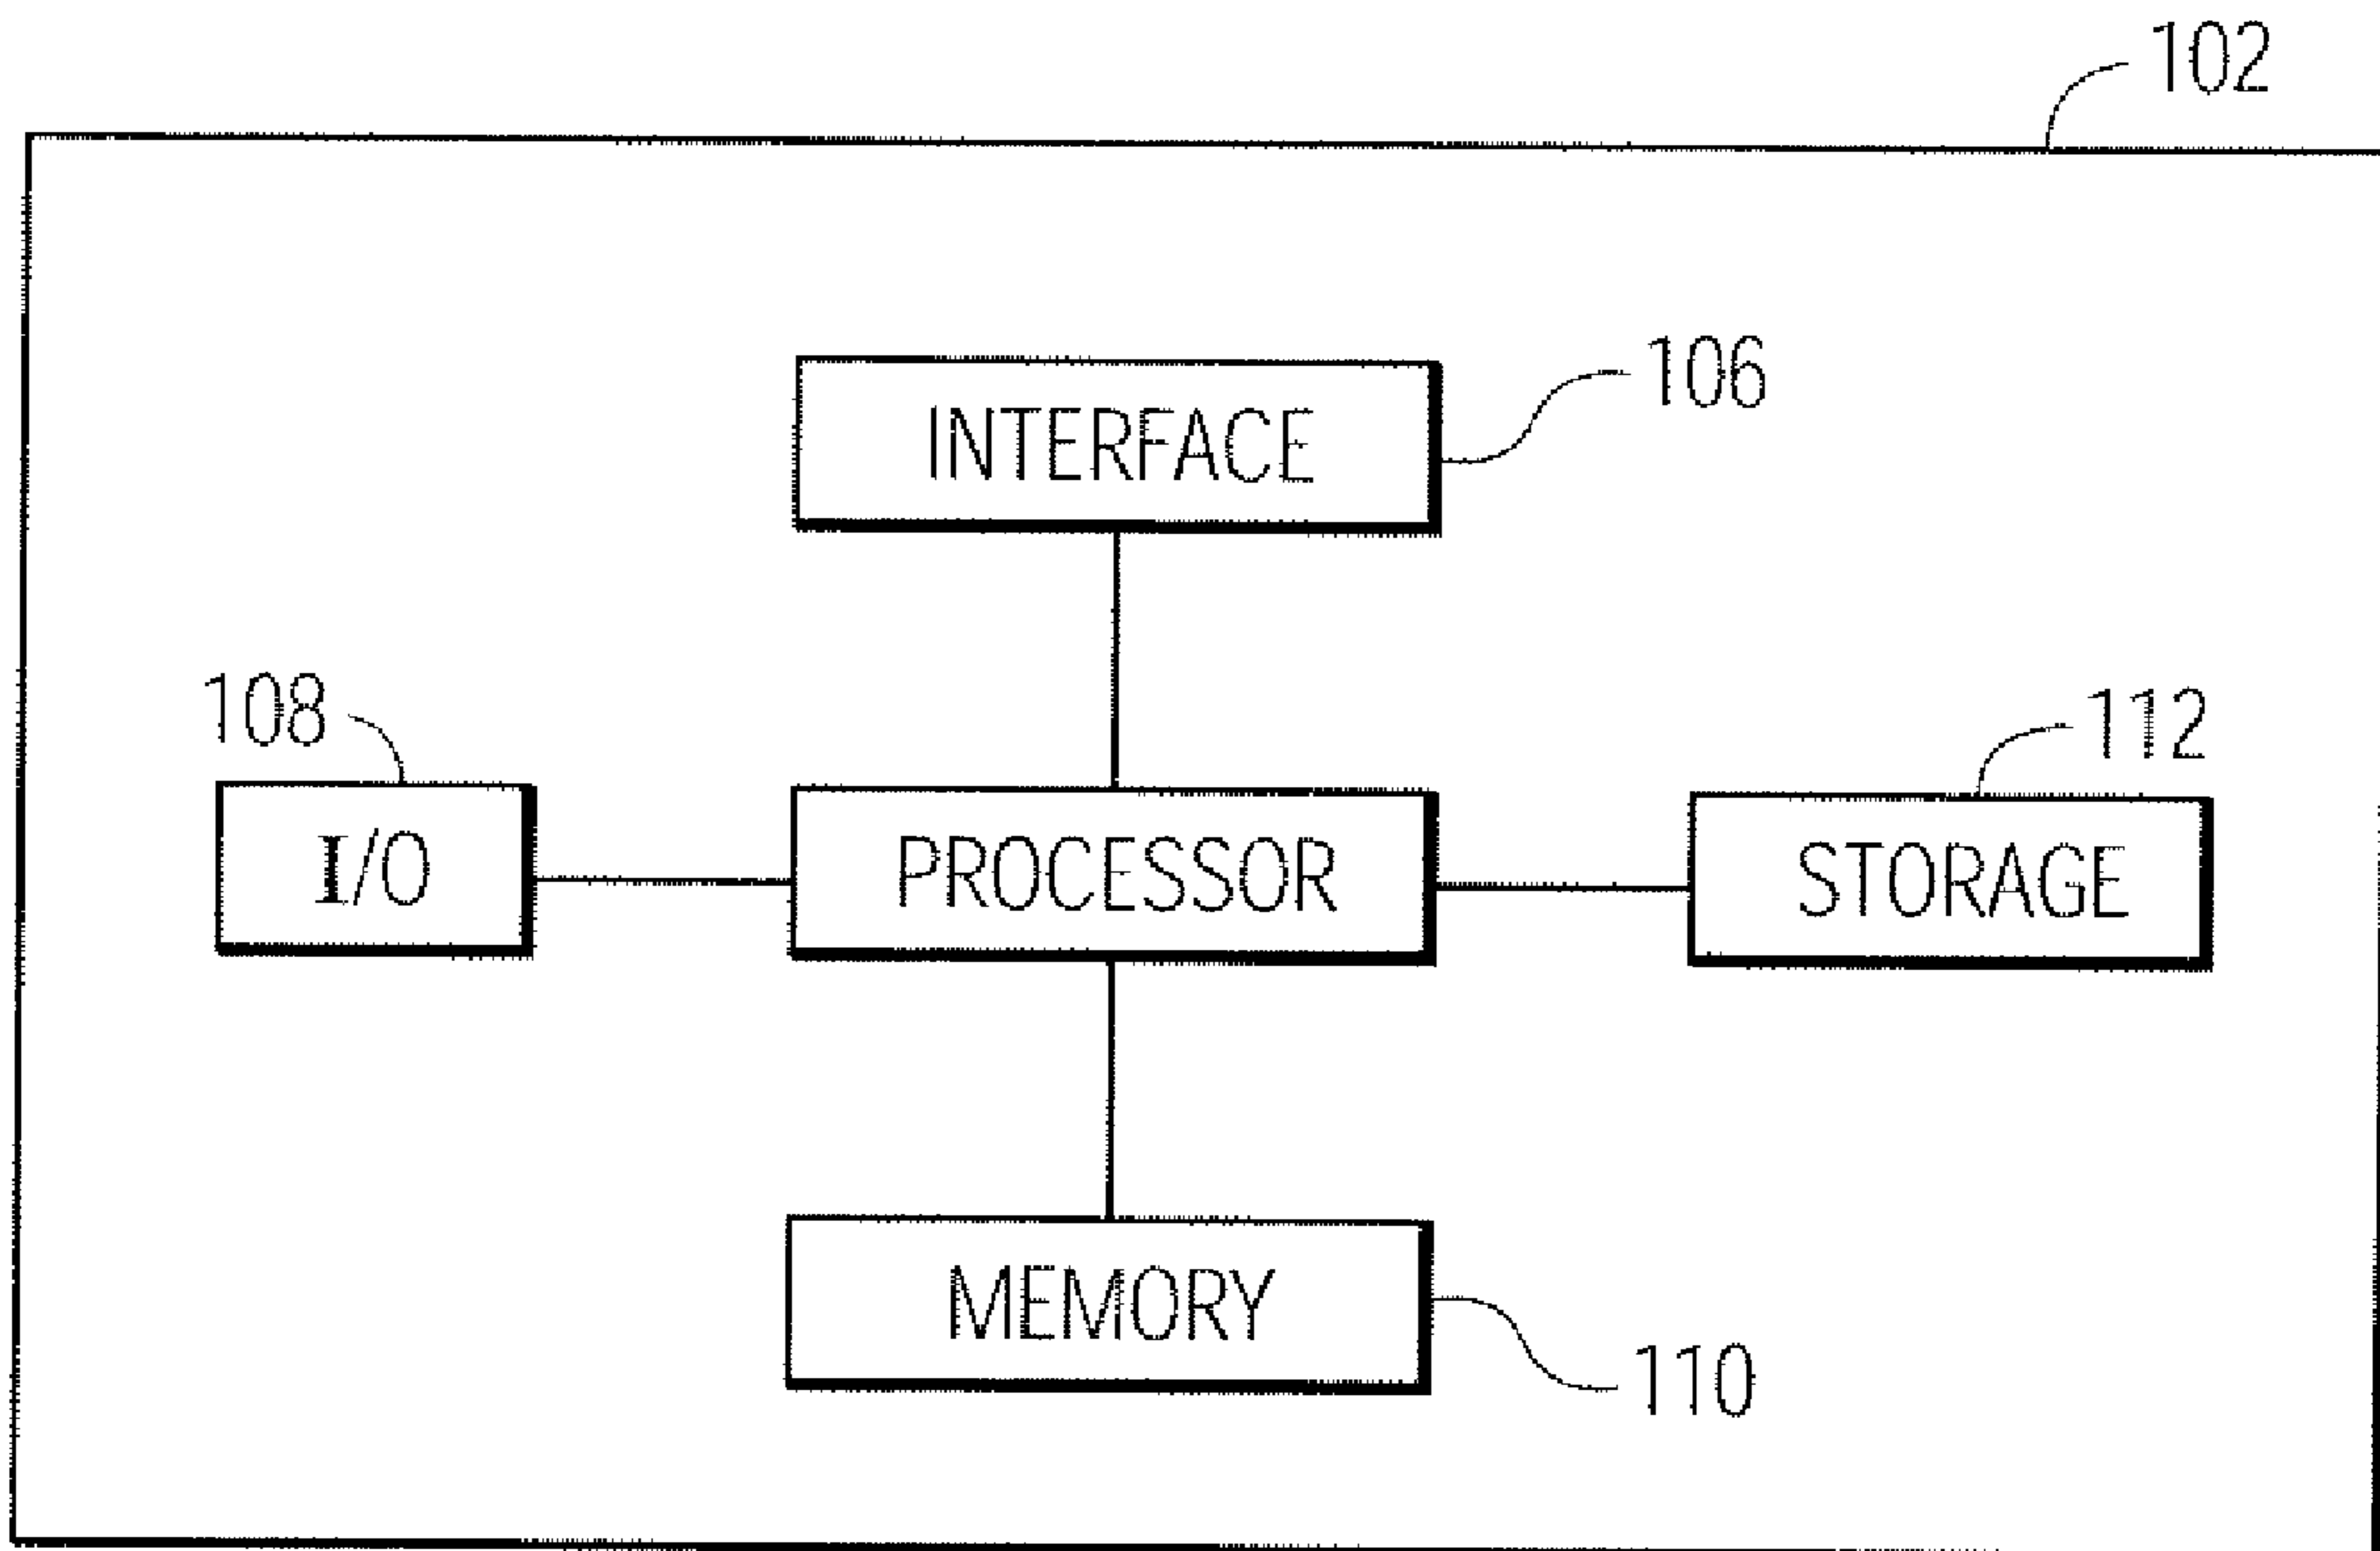 102
INTERFACE
106
108
112
I/O
PROCESSOR
STORAGE
MEMORY
110